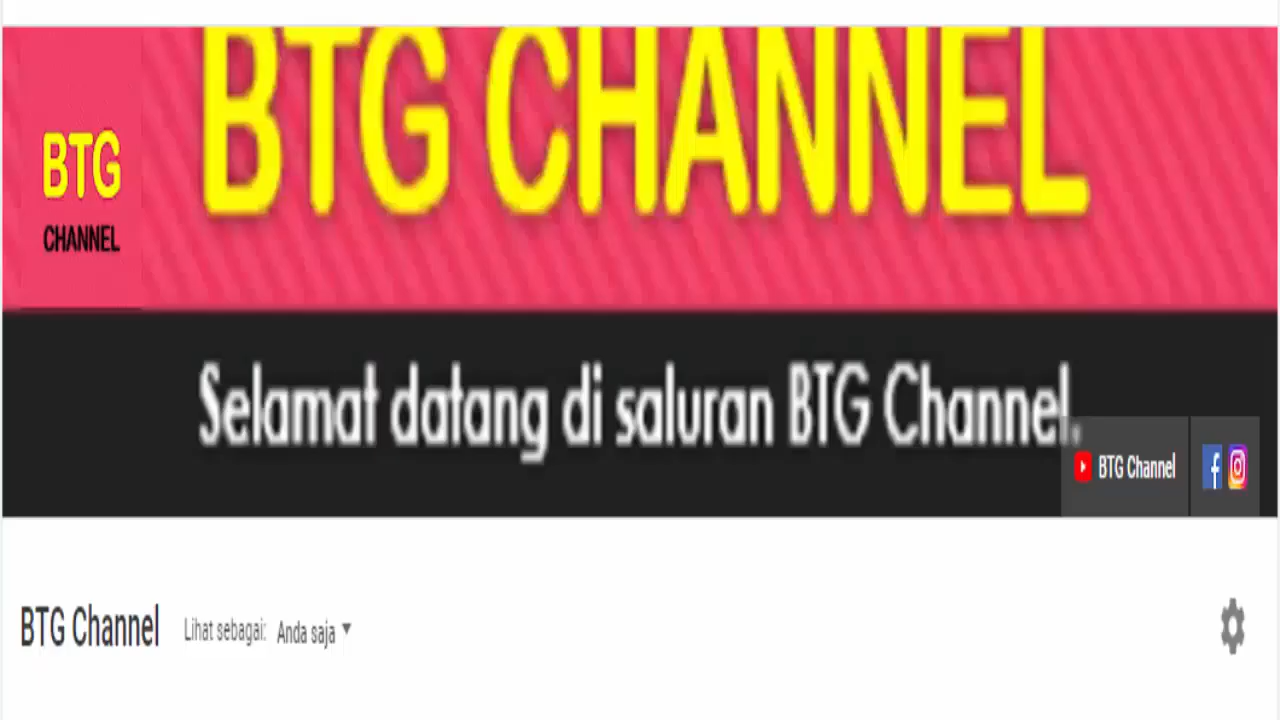 BTG CHANNEL
BTG
CHANNEL
Selamat datang di saluran BTG Channel.
BTG Channel
BTG Channel Lihat sebagai: Anda saja